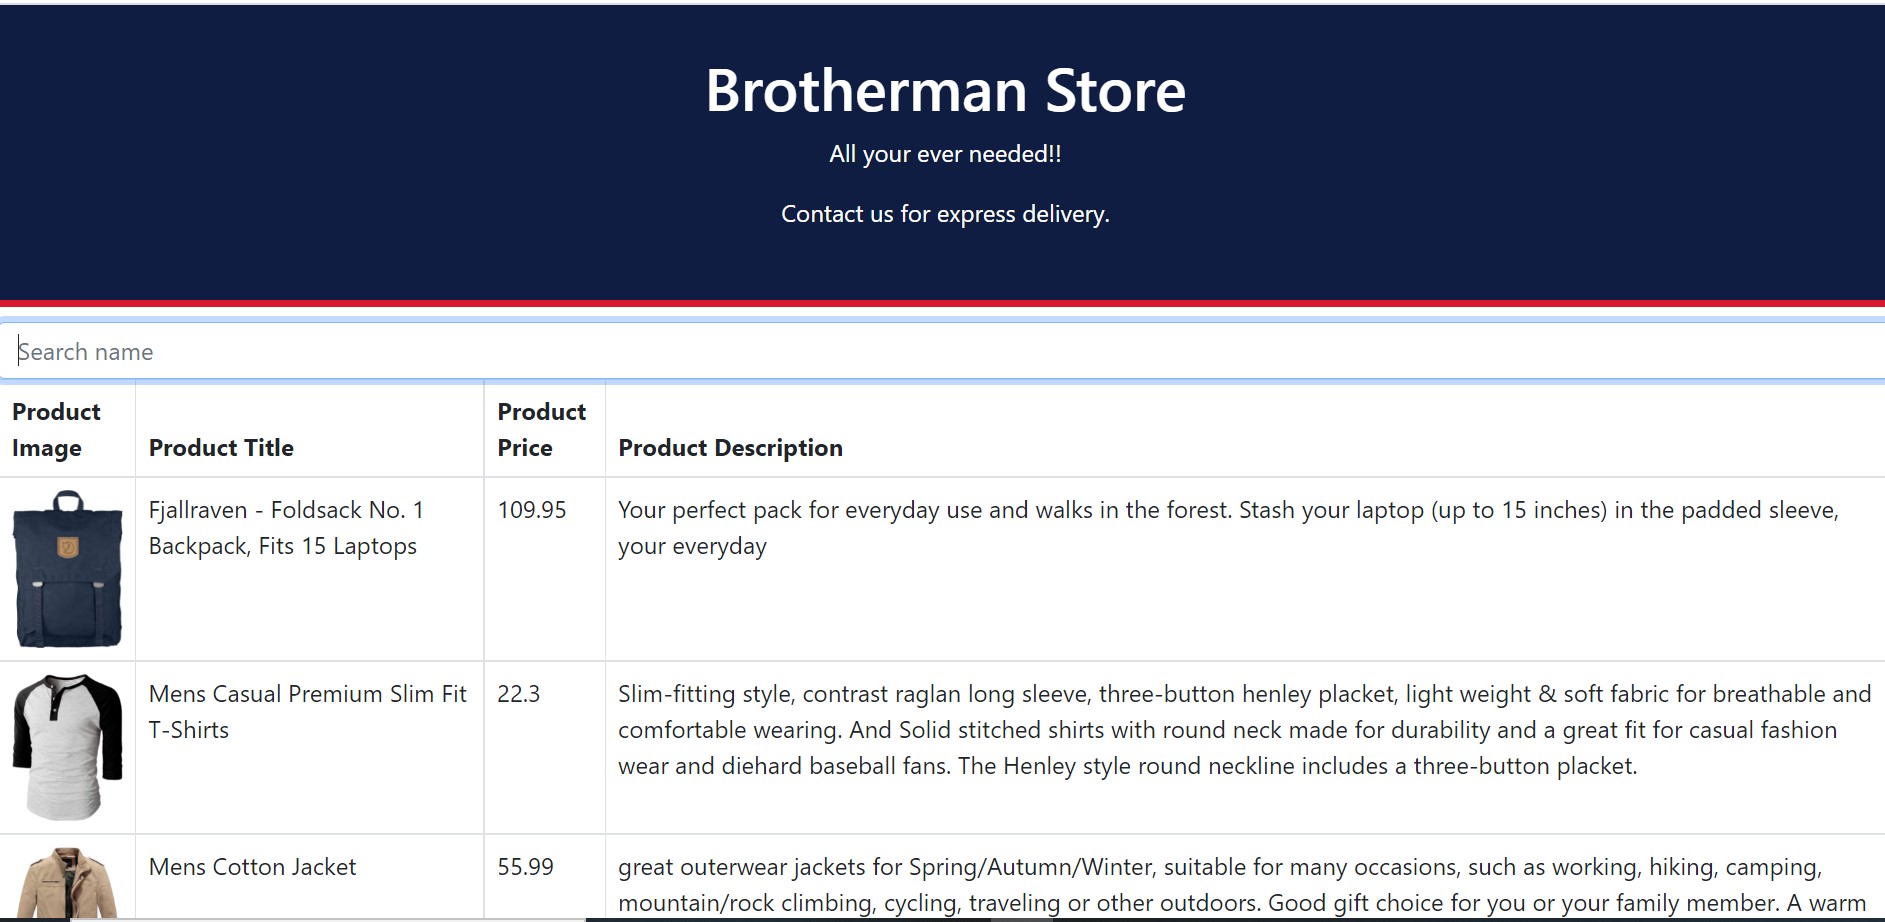 Brotherman Store
All your ever needed!!
Contact us for express delivery.
Search name
Product
Image
Product Title
Product
Price
Product Description
Fjallraven - Foldsack No. 1
Backpack, Fits 15 Laptops
109.95
Your perfect pack for everyday use and walks in the forest. Stash your laptop (up to 15 inches) in the padded sleeve,
your everyday
Mens Casual Premium Slim Fit
T-Shirts
22.3
Slim-fitting style, contrast raglan long sleeve, three-button henley placket, light weight & soft fabric for breathable and
comfortable wearing. And Solid stitched shirts with round neck made for durability and a great fit for casual fashion
wear and diehard baseball fans. The Henley style round neckline includes a three-button placket.
Mens Cotton Jacket
55.99
great outerwear jackets for Spring/Autumn/Winter, suitable for many occasions, such as working, hiking, camping,
mountain/rock climbing, cycling, traveling or other outdoors. Good gift choice for you or your family member. A warm